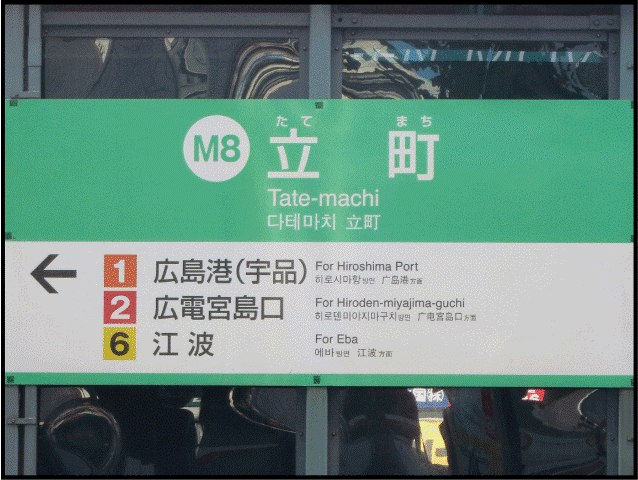 たて まち
M8 立町
Tate-machi
다테마치 立町
1 広島港(宇品) For Hiroshima Port
히로시마항방면 广岛港方面
2 広電宮島口 For Hiroden-miyajima-guchi
히로덴미야지마구치방면 广电宫岛口方面
6 江波 For Eba
에바방면 江波方面